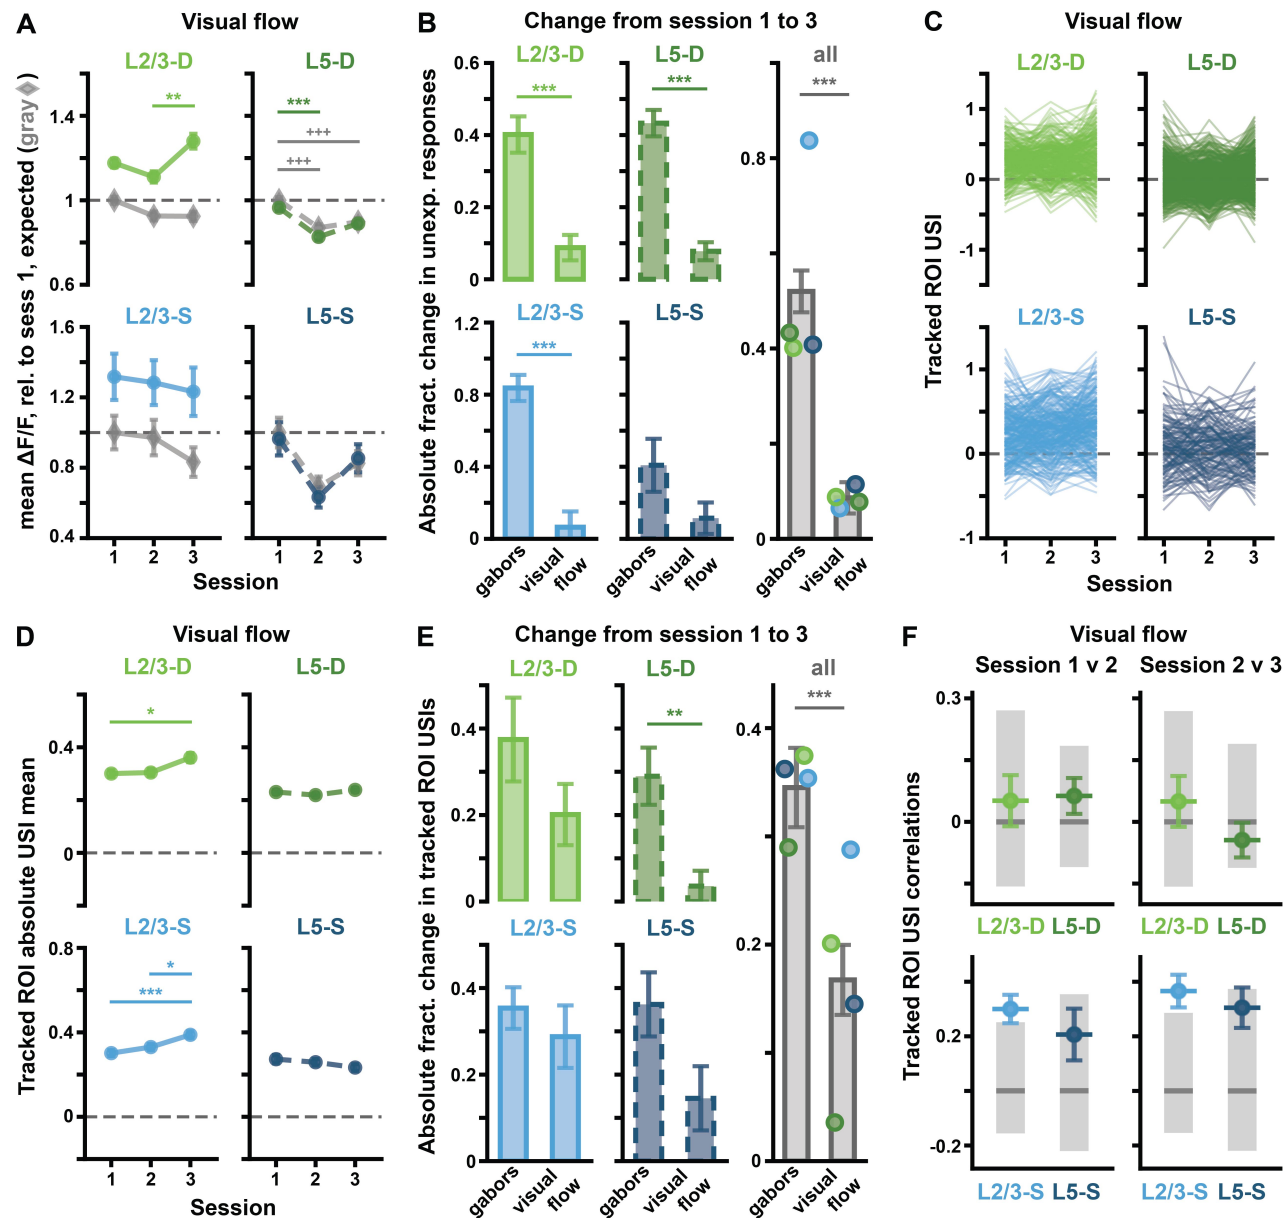 A
Visual flow
L2/3-D
L5-D
mean ΔF/F, rel. to sess 1, expected (gray ◈)
1.4
1
0.6
**
***
+++
+++
L2/3-S
L5-S
1.6
1.2
0.8
0.4
1 2 3
1 2 3
Session
B
Change from session 1 to 3
L2/3-D
L5-D
all
Absolute fract. change in unexp. responses
0.6
0.4
0.2
0
***
***
***
0.8
0.4
0
L2/3-S
L5-S
1.2
0.8
0.4
0
***
gabors
visual
flow
gabors
visual
flow
gabors
visual
flow
C
Visual flow
L2/3-D
L5-D
Tracked ROI USI
1
0
-1
L2/3-S
L5-S
1
0
-1
1 2 3
1 2 3
Session
D
Visual flow
L2/3-D
L5-D
Tracked ROI absolute USI mean
0.4
0
*
L2/3-S
L5-S
0.8
0.4
0
*
***
1 2 3
1 2 3
Session
E
Change from session 1 to 3
L2/3-D
L5-D
all
Absolute fract. change in tracked ROI USIs
0.4
0.2
0
**
***
0.4
0.2
0
L2/3-S
L5-S
0.4
0.2
0
gabors
visual
flow
gabors
visual
flow
gabors
visual
flow
F
Visual flow
Session 1 v 2
Session 2 v 3
Tracked ROI USI correlations
0.3
0
L2/3-D L5-D
L2/3-D L5-D
0.2
-0.2
L2/3-S L5-S
L2/3-S L5-S